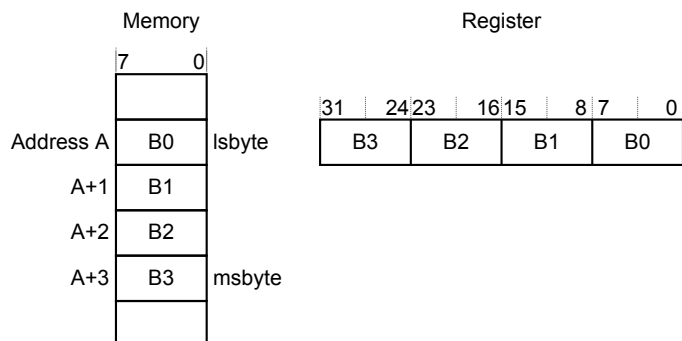 Memory
Register
7 0
31 24 23 16 15 8 7 0
Address A B0 lsbyte
B3 B2 B1 B0
A+1 B1
A+2 B2
A+3 B3 msbyte